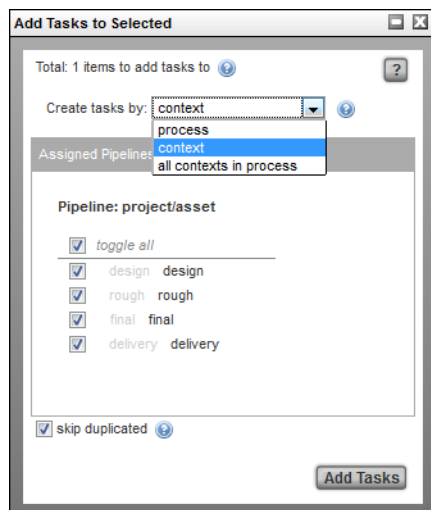 Add Tasks to Selected
Total: 1 items to add tasks to ?
?
Create tasks by: context ?
process
context
all contexts in process
Assigned Pipelines
Pipeline: project/asset
toggle all
design design
rough rough
final final
delivery delivery
skip duplicated ?
Add Tasks